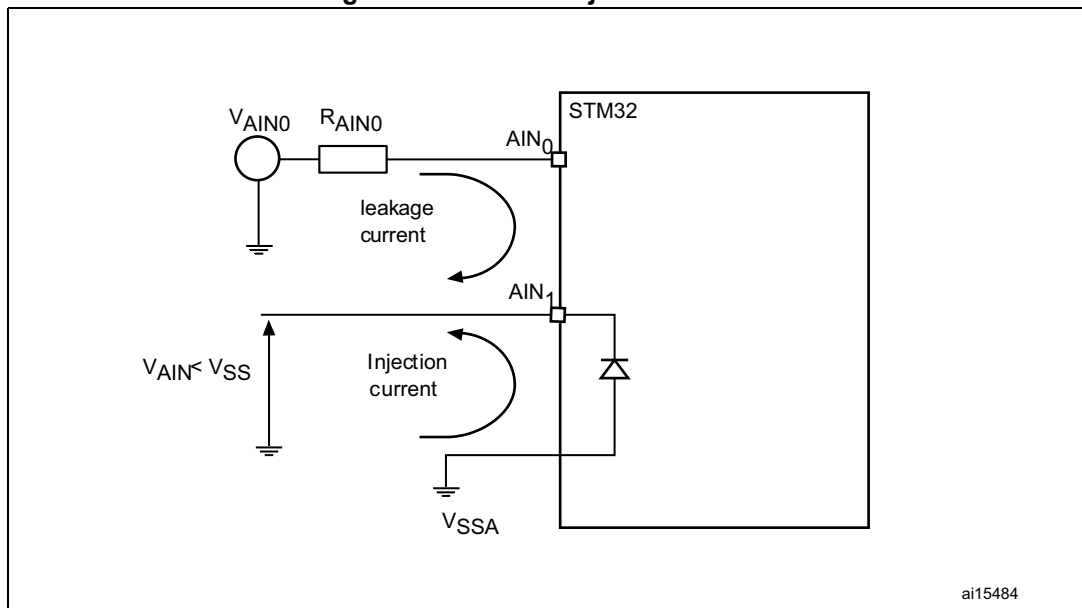 STM32
VAIN0
RAIN0
AIN0
leakage
current
AIN1
VAIN< VSS
Injection
current
VSSA
ai15484